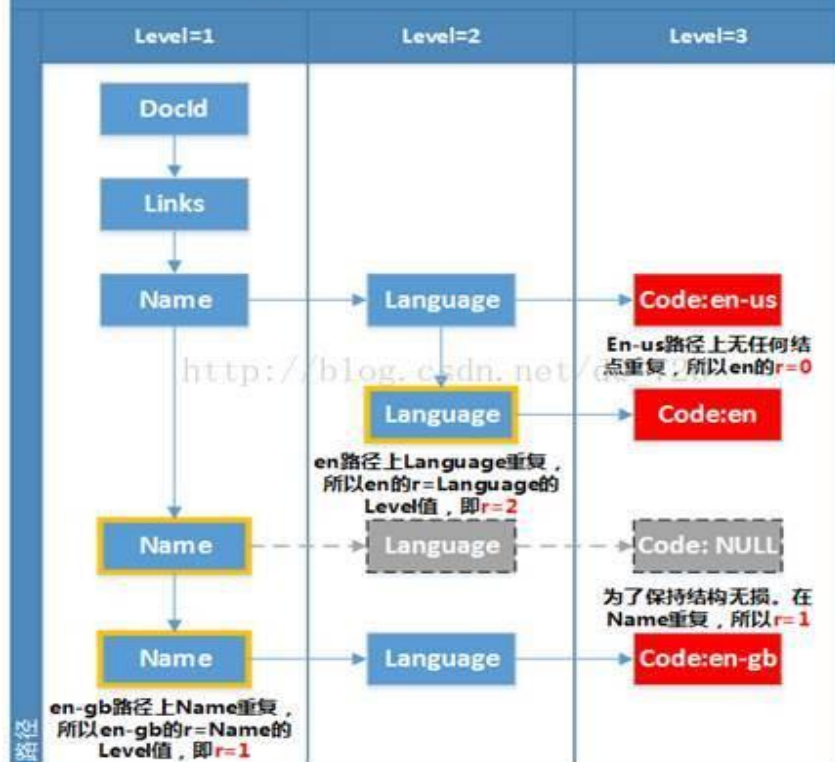 Level=1
Level=2
Level=3
DocId
Links
Name
Language
Code:en-us
En-us路径上无任何结
点重复，所以en的r=0
Language
Code:en
en路径上Language重复，
所以en的r=Language的
Level值，即r=2
Name
Language
Code: NULL
为了保持结构无损。在
Name重复，所以r=1
Name
Language
Code:en-gb
en-gb路径上Name重复，
所以en-gb的r=Name的
Level值，即r=1
路径
http://blog.csdn.net/